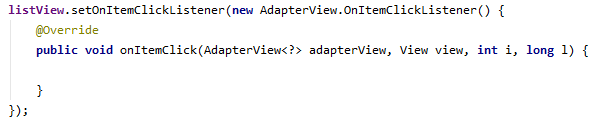 listView.setOnItemClickListener(new AdapterView.OnItemClickListener() {
    @Override
    public void onItemClick(AdapterView<?> adapterView, View view, int i, long l) {

    }
});